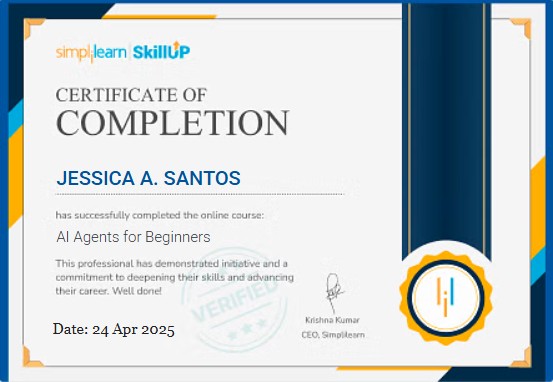 simplilearn | SkillUP
CERTIFICATE OF
COMPLETION
JESSICA A. SANTOS
has successfully completed the online course:
AI Agents for Beginners
This professional has demonstrated initiative and a
commitment to deepening their skills and advancing
their career. Well done!
VERIFIED
Date: 24 Apr 2025
Krishna Kumar
CEO, Simplilearn